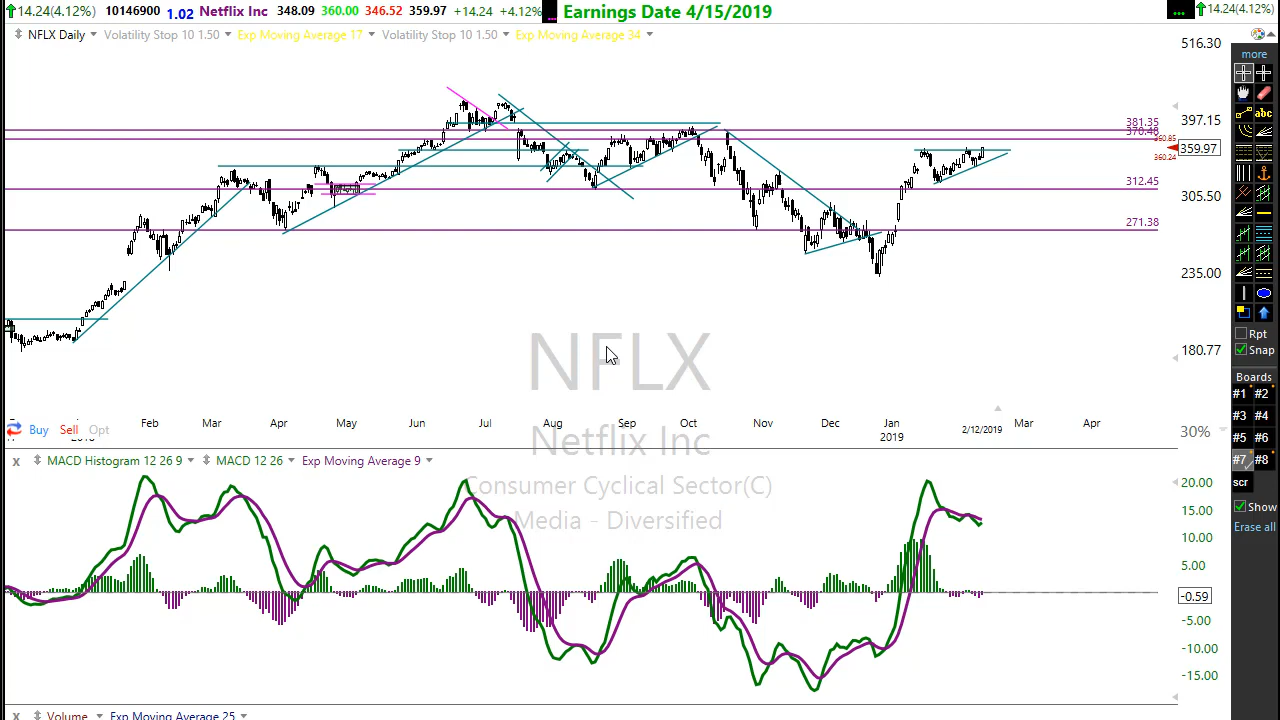 14.24(4.12%) 10146900 1.02 Netflix Inc 348.09 360.00 346.52 359.97 +14.24 +4.12% ... Earnings Date 4/15/2019 ... 14.24(4.12%)
NFLX Daily Volatility Stop 10 1.50 Exp Moving Average 17 Volatility Stop 10 1.50 Exp Moving Average 34
516.30
more
abc
381.35
397.15
370.48
360.85
359.97
360.24
312.45
305.50
271.38
235.00
NFLX
180.77
Rpt
Snap
Boards
#1 #2
#3 #4
#5 #6
#7 #8
scr
Show
Erase all
Feb Mar Apr May Jun Jul Aug Sep Oct Nov Dec Jan 2/12/2019 Mar Apr
2019
Buy Sell Opt
30%
Netflix Inc
X MACD Histogram 12 26 9 MACD 12 26 Exp Moving Average 9
Consumer Cyclical Sector(C)
Media - Diversified
20.00
15.00
10.00
5.00
-0.59
-5.00
-10.00
-15.00
X Volume Exp Moving Average 25